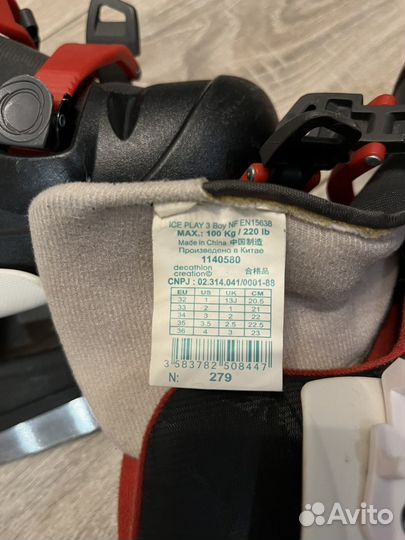 ICE PLAY 3 Boy NF EN15638
MAX.: 100 Kg / 220 lb
Made in China 中国制造
Произведено в Китае
1140580
decathlon 合格品
creation®
CNPJ : 02.314.041/0001-88
EU US UK CM
32 1 13J 20.5
33 2 1 21
34 3 2 22
35 3.5 2.5 22.5
36 4 3 23
3 583782 508447
N: 279
Avito